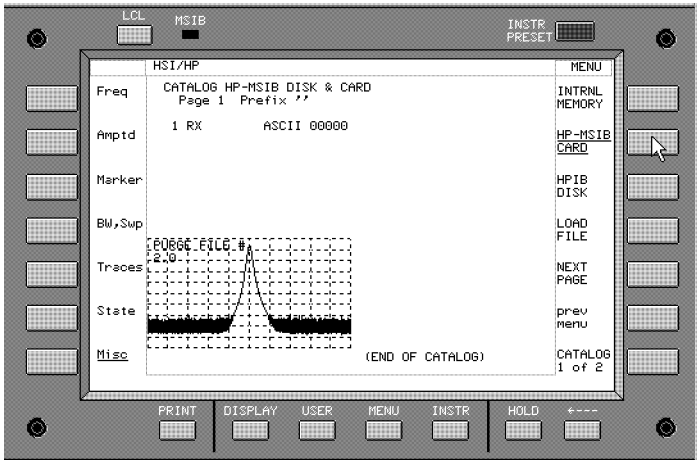 LCL
MSIB
INSTR
PRESET
HSI/HP
MENU
Freq
Amptd
Marker
BW,Swp
Traces
State
Misc
CATALOG HP-MSIB DISK & CARD
Page 1 Prefix ''
1 RX ASCII 00000
PURGE FILE #
2.0
(END OF CATALOG)
INTRNL
MEMORY
HP-MSIB
CARD
HPIB
DISK
LOAD
FILE
NEXT
PAGE
prev
menu
CATALOG
1 of 2
PRINT
DISPLAY
USER
MENU
INSTR
HOLD
<---